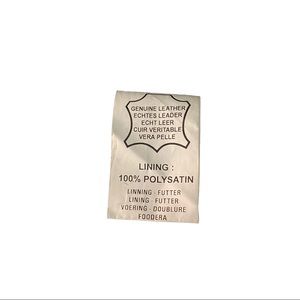 GENUINE LEATHER
ECHTES LEADER
ECHT LEER
CUIR VERITABLE
VERA PELLE
LINING :
100% POLYSATIN
LINNING - FUTTER
LINING - FUTTER
VOERING - DOUBLURE
FOODERA